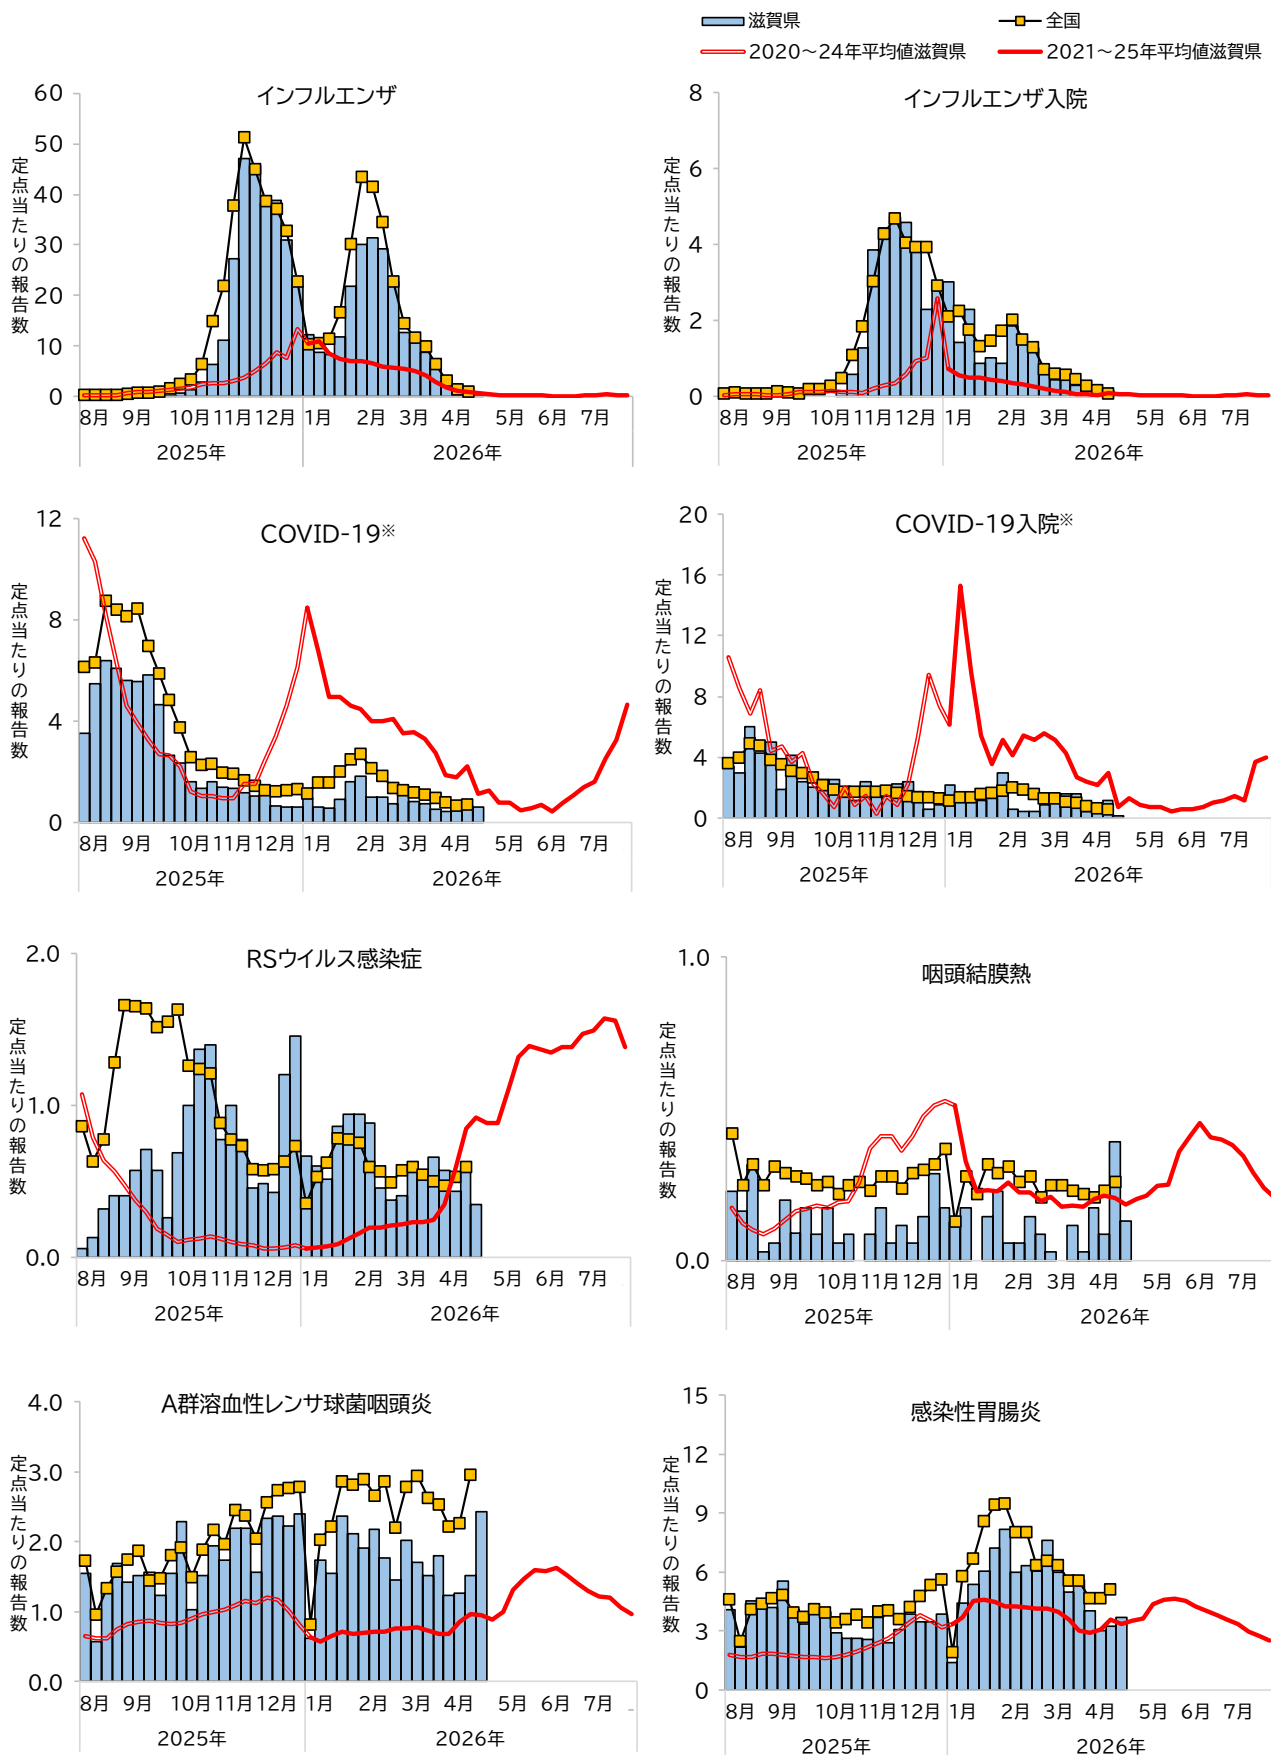 滋賀県 全国
2020～24年平均値滋賀県 2021～25年平均値滋賀県
インフルエンザ
定点当たりの報告数
60
50
40
30
20
10
0
8月 9月 10月 11月 12月 1月 2月 3月 4月 5月 6月 7月
2025年 2026年
インフルエンザ入院
定点当たりの報告数
8
6
4
2
0
8月 9月 10月 11月 12月 1月 2月 3月 4月 5月 6月 7月
2025年 2026年
COVID-19※
定点当たりの報告数
12
8
4
0
8月 9月 10月 11月 12月 1月 2月 3月 4月 5月 6月 7月
2025年 2026年
COVID-19入院※
定点当たりの報告数
20
16
12
8
4
0
8月 9月 10月 11月 12月 1月 2月 3月 4月 5月 6月 7月
2025年 2026年
RSウイルス感染症
定点当たりの報告数
2.0
1.0
0.0
8月 9月 10月 11月 12月 1月 2月 3月 4月 5月 6月 7月
2025年 2026年
咽頭結膜熱
定点当たりの報告数
1.0
0.0
8月 9月 10月 11月 12月 1月 2月 3月 4月 5月 6月 7月
2025年 2026年
A群溶血性レンサ球菌咽頭炎
定点当たりの報告数
4.0
3.0
2.0
1.0
0.0
8月 9月 10月 11月 12月 1月 2月 3月 4月 5月 6月 7月
2025年 2026年
感染性胃腸炎
定点当たりの報告数
15
12
9
6
3
0
8月 9月 10月 11月 12月 1月 2月 3月 4月 5月 6月 7月
2025年 2026年